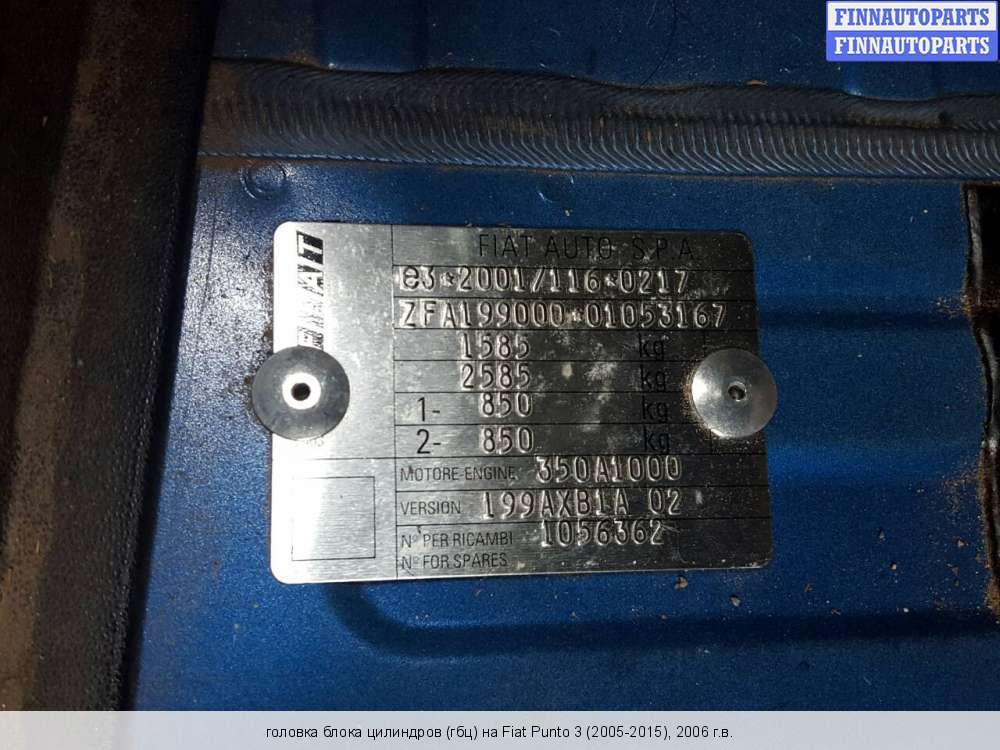 FINNAUTOPARTS
FINNAUTOPARTS
FIAT
FIAT AUTO S.P.A.
e3*2001/116*0217
ZFA199000*01053167
1585 kg
2585 kg
1- 850 kg
2- 850 kg
MOTORE-ENGINE 350A1000
VERSION 199AXB1A 02
N° PER RICAMBI 1056362
N° FOR SPARES
головка блока цилиндров (гбц) на Fiat Punto 3 (2005-2015), 2006 г.в.